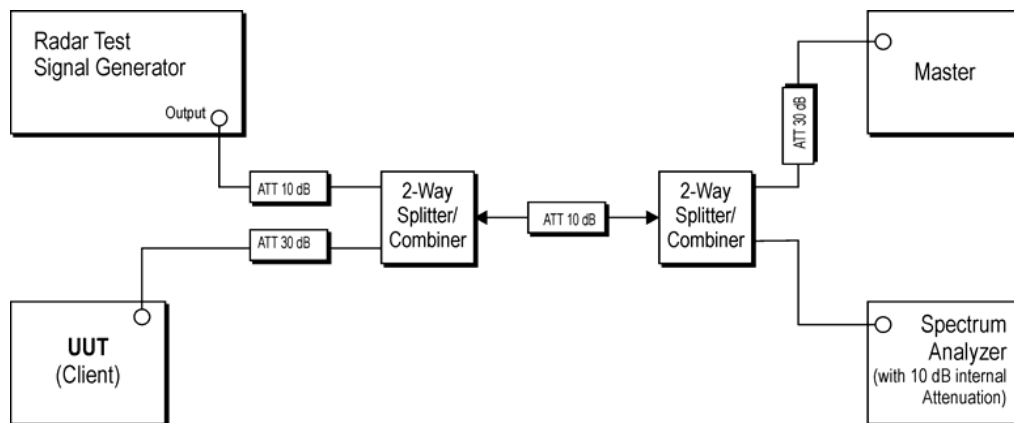 Radar Test
Signal Generator
Output
Master
ATT 30 dB
ATT 10 dB
2-Way
Splitter/
Combiner
ATT 10 dB
2-Way
Splitter/
Combiner
ATT 30 dB
UUT
(Client)
Spectrum
Analyzer
(with 10 dB internal
Attenuation)